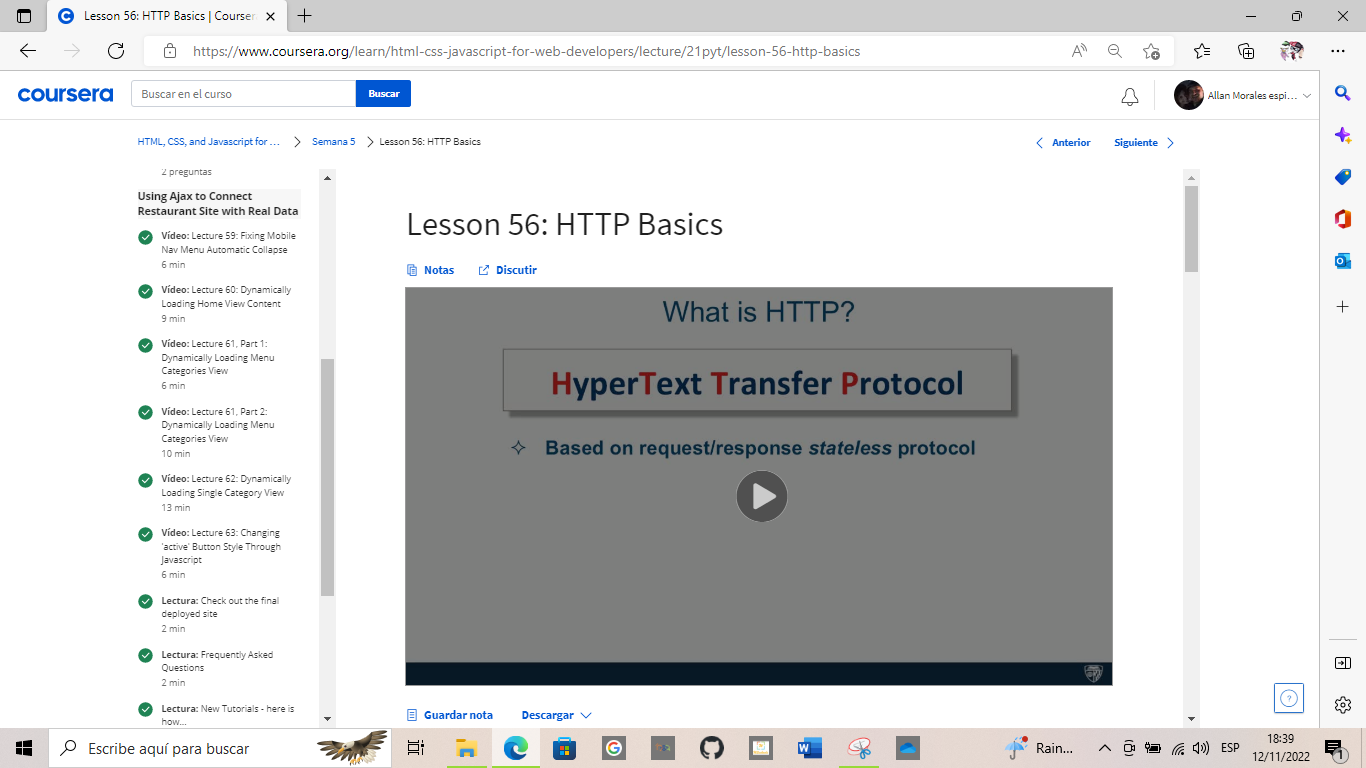 Lesson 56: HTTP Basics | Courser
https://www.coursera.org/learn/html-css-javascript-for-web-developers/lecture/21pyt/lesson-56-http-basics
coursera
Buscar en el curso
Buscar
Allan Morales espi...
HTML, CSS, and Javascript for ...
Semana 5
Lesson 56: HTTP Basics
Anterior
Siguiente
2 preguntas
Using Ajax to Connect
Restaurant Site with Real Data
Vídeo: Lecture 59: Fixing Mobile
Nav Menu Automatic Collapse
6 min
Vídeo: Lecture 60: Dynamically
Loading Home View Content
9 min
Vídeo: Lecture 61, Part 1:
Dynamically Loading Menu
Categories View
6 min
Vídeo: Lecture 61, Part 2:
Dynamically Loading Menu
Categories View
10 min
Vídeo: Lecture 62: Dynamically
Loading Single Category View
13 min
Vídeo: Lecture 63: Changing
'active' Button Style Through
Javascript
6 min
Lectura: Check out the final
deployed site
2 min
Lectura: Frequently Asked
Questions
2 min
Lectura: New Tutorials - here is
how...
Lesson 56: HTTP Basics
Notas
Discutir
What is HTTP?
HyperText Transfer Protocol
Based on request/response stateless protocol
Guardar nota
Descargar
Escribe aquí para buscar
Rain...
ESP
18:39
12/11/2022
1